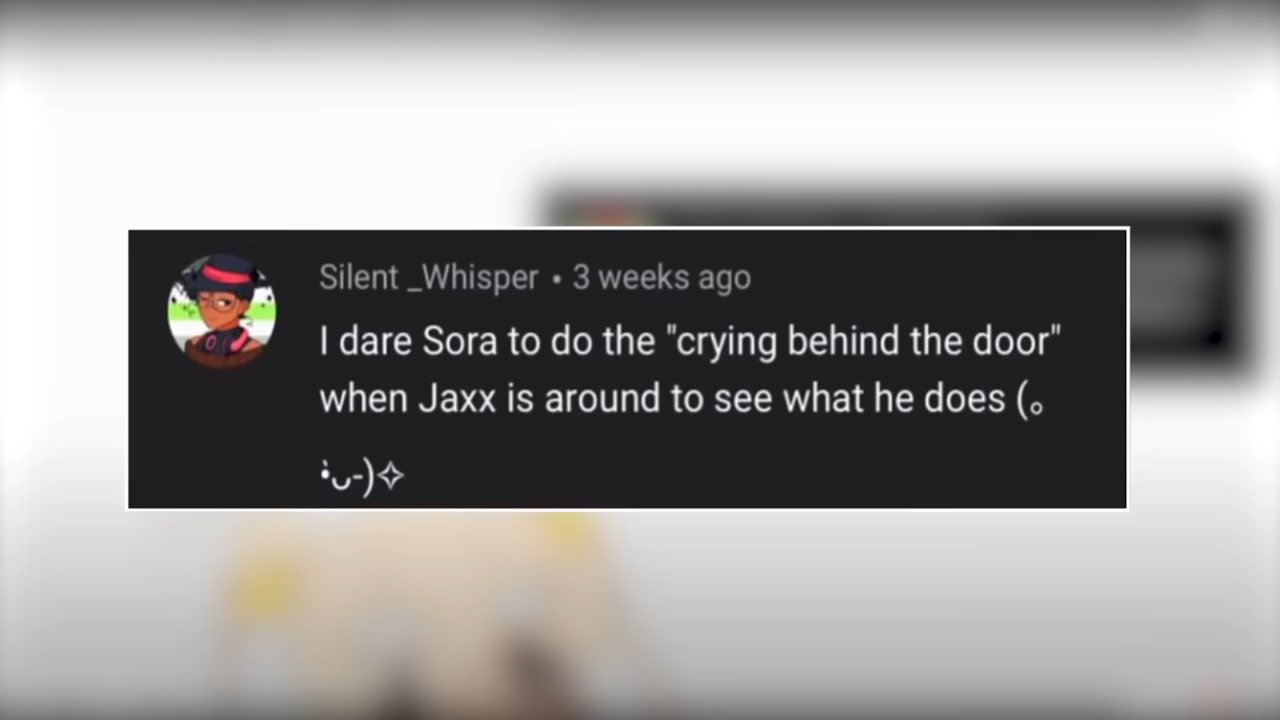 Silent _Whisper • 3 weeks ago
I dare Sora to do the "crying behind the door"
when Jaxx is around to see what he does (。
•̀ᴗ-)✧